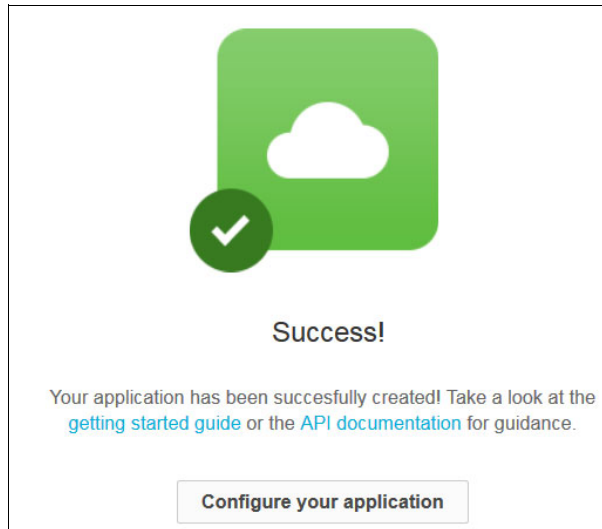 Success!
Your application has been succesfully created! Take a look at the
getting started guide or the API documentation for guidance.
Configure your application